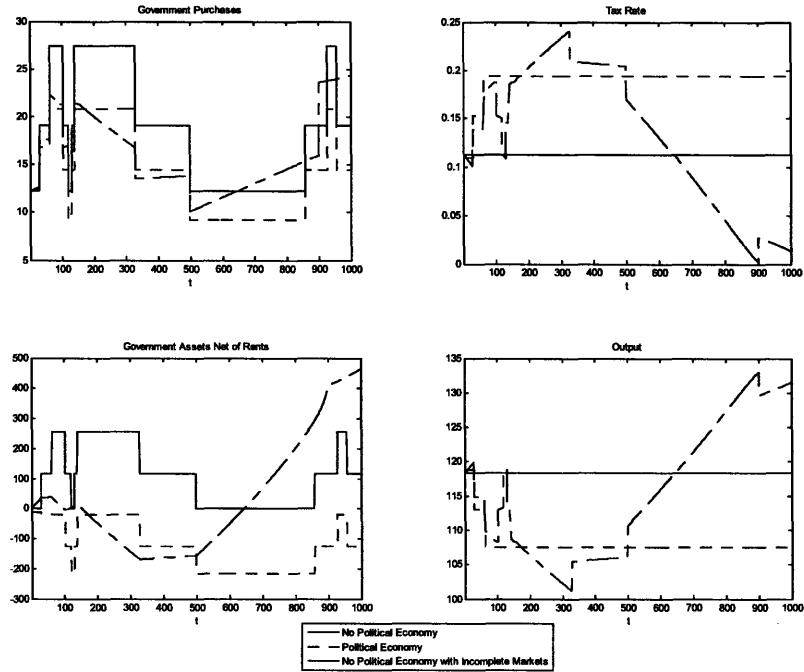 Government Purchases
30
25
20
15
10
5
100 200 300 400 500 600 700 800 900 1000
t
Tax Rate
0.25
0.2
0.15
0.1
0.05
0
100 200 300 400 500 600 700 800 900 1000
t
Government Assets Net of Rents
500
400
300
200
100
0
-100
-200
-300
100 200 300 400 500 600 700 800 900 1000
t
Output
135
130
125
120
115
110
105
100
100 200 300 400 500 600 700 800 900 1000
t
No Political Economy
Political Economy
No Political Economy with Incomplete Markets